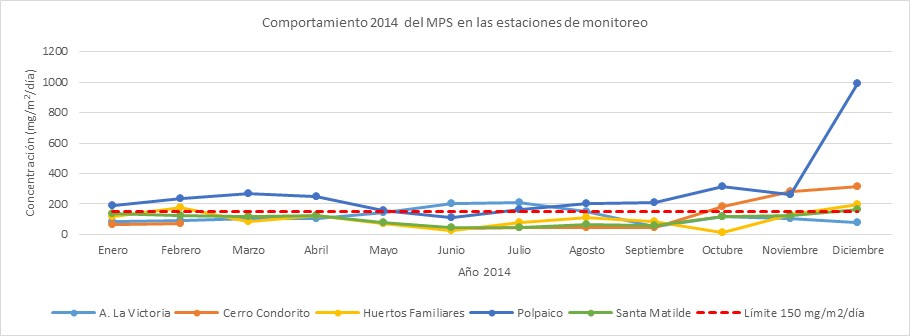 Comportamiento 2014 del MPS en las estaciones de monitoreo
Concentración (mg/m²/día)
1200
1000
800
600
400
200
0
Enero Febrero Marzo Abril Mayo Junio Julio Agosto Septiembre Octubre Noviembre Diciembre
Año 2014
A. La Victoria Cerro Condorito Huertos Familiares Polpaico Santa Matilde Límite 150 mg/m2/día